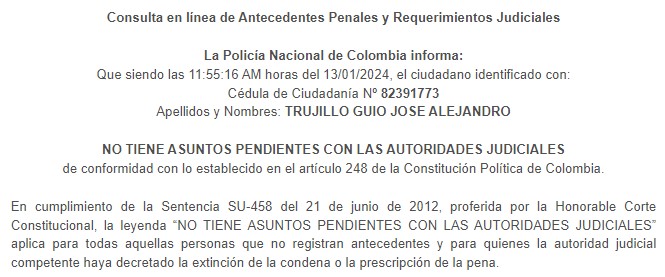 Consulta en línea de Antecedentes Penales y Requerimientos Judiciales
La Policía Nacional de Colombia informa:
Que siendo las 11:55:16 AM horas del 13/01/2024, el ciudadano identificado con:
Cédula de Ciudadanía Nº 82391773
Apellidos y Nombres: TRUJILLO GUIO JOSE ALEJANDRO
NO TIENE ASUNTOS PENDIENTES CON LAS AUTORIDADES JUDICIALES
de conformidad con lo establecido en el artículo 248 de la Constitución Política de Colombia.
En cumplimiento de la Sentencia SU-458 del 21 de junio de 2012, proferida por la Honorable Corte
Constitucional, la leyenda “NO TIENE ASUNTOS PENDIENTES CON LAS AUTORIDADES JUDICIALES”
aplica para todas aquellas personas que no registran antecedentes y para quienes la autoridad judicial
competente haya decretado la extinción de la condena o la prescripción de la pena.